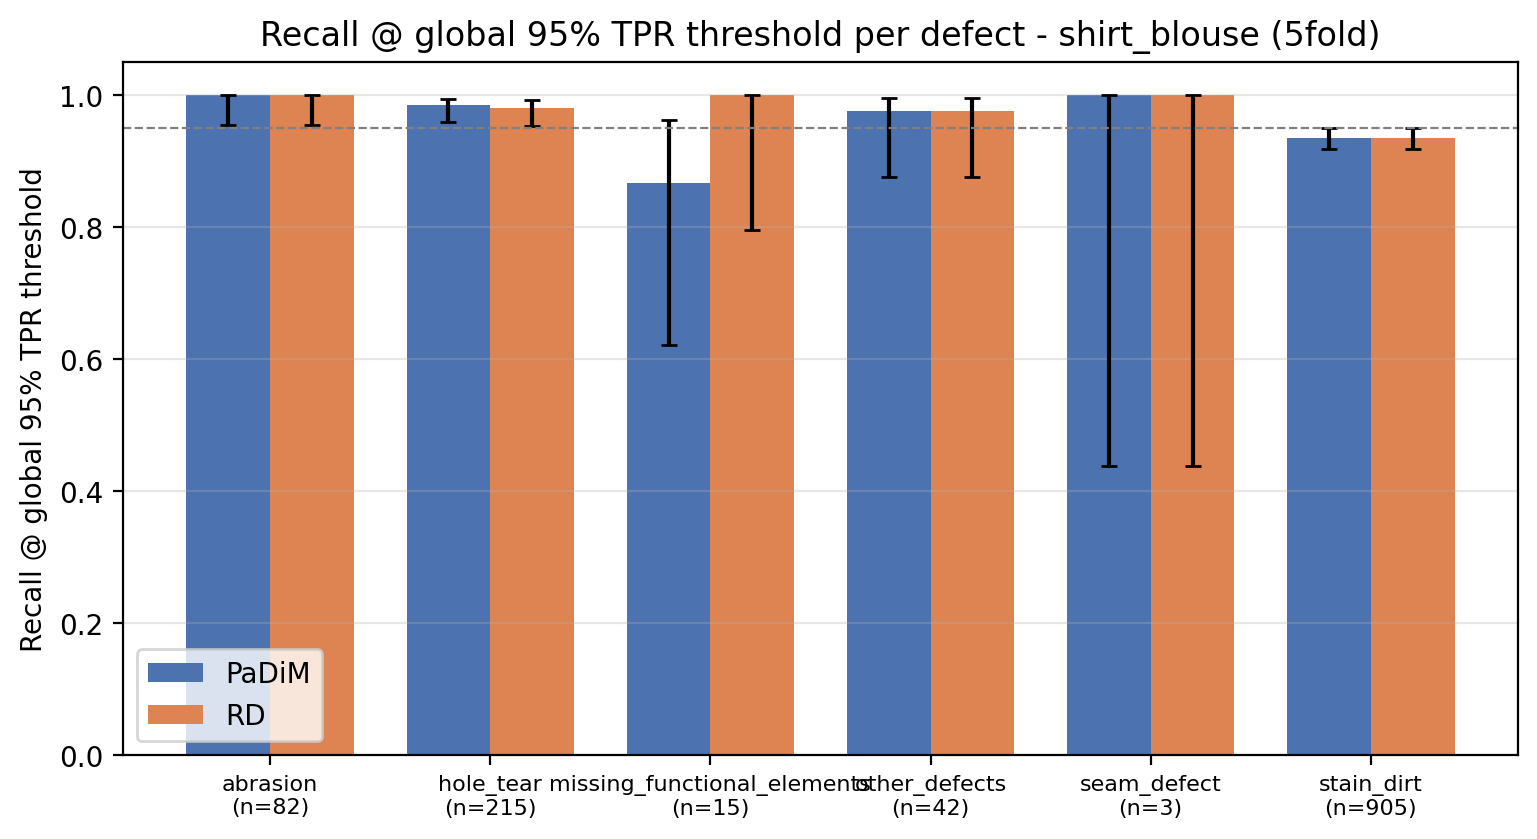 Recall @ global 95% TPR threshold per defect - shirt_blouse (5fold)
Recall @ global 95% TPR threshold
1.0
0.8
0.6
0.4
0.2
0.0
PaDiM
RD
abrasion
(n=82)
hole_tear
(n=215)
missing_functional_elements
(n=15)
other_defects
(n=42)
seam_defect
(n=3)
stain_dirt
(n=905)